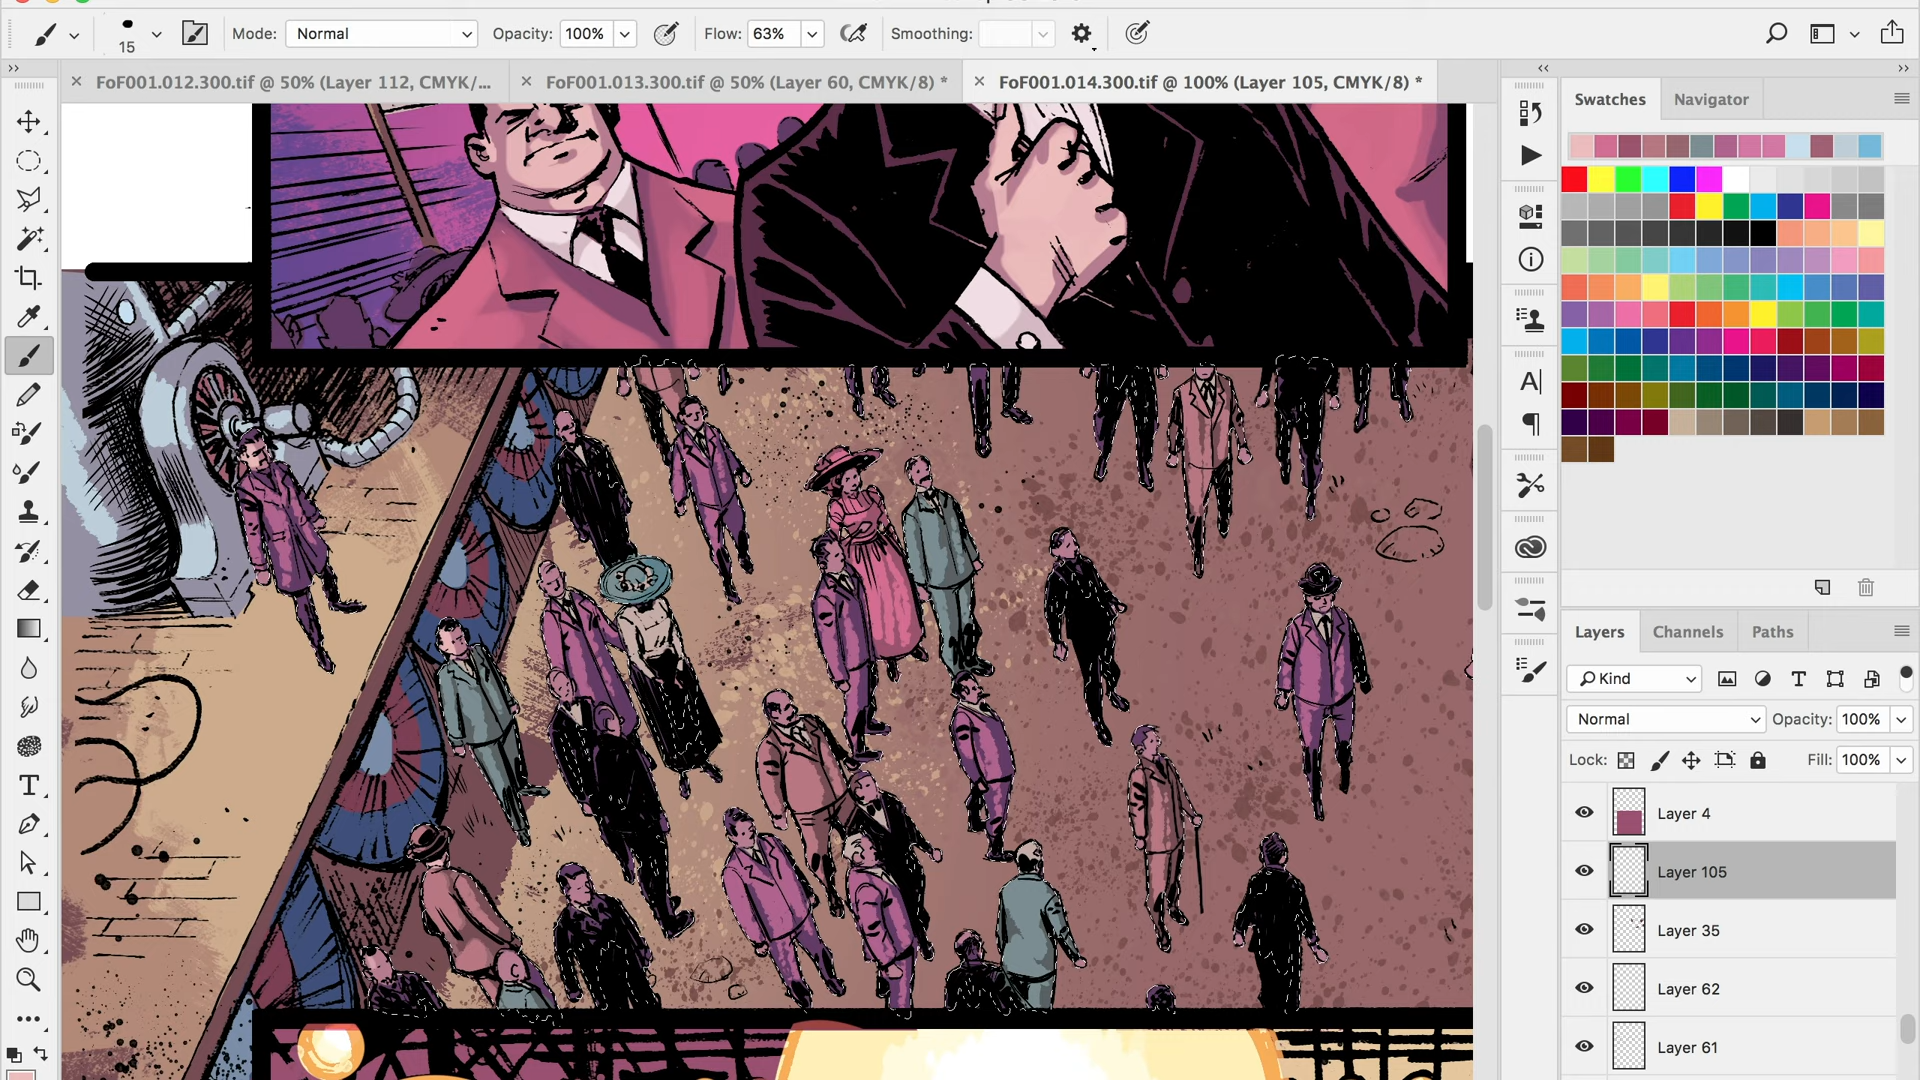 15
Mode: Normal
Opacity: 100%
Flow: 63%
Smoothing:
FoF001.012.300.tif @ 50% (Layer 112, CMYK/...
FoF001.013.300.tif @ 50% (Layer 60, CMYK/8) *
FoF001.014.300.tif @ 100% (Layer 105, CMYK/8) *
Swatches
Navigator
Layers
Channels
Paths
Kind
Normal
Opacity: 100%
Lock:
Fill: 100%
Layer 4
Layer 105
Layer 35
Layer 62
Layer 61